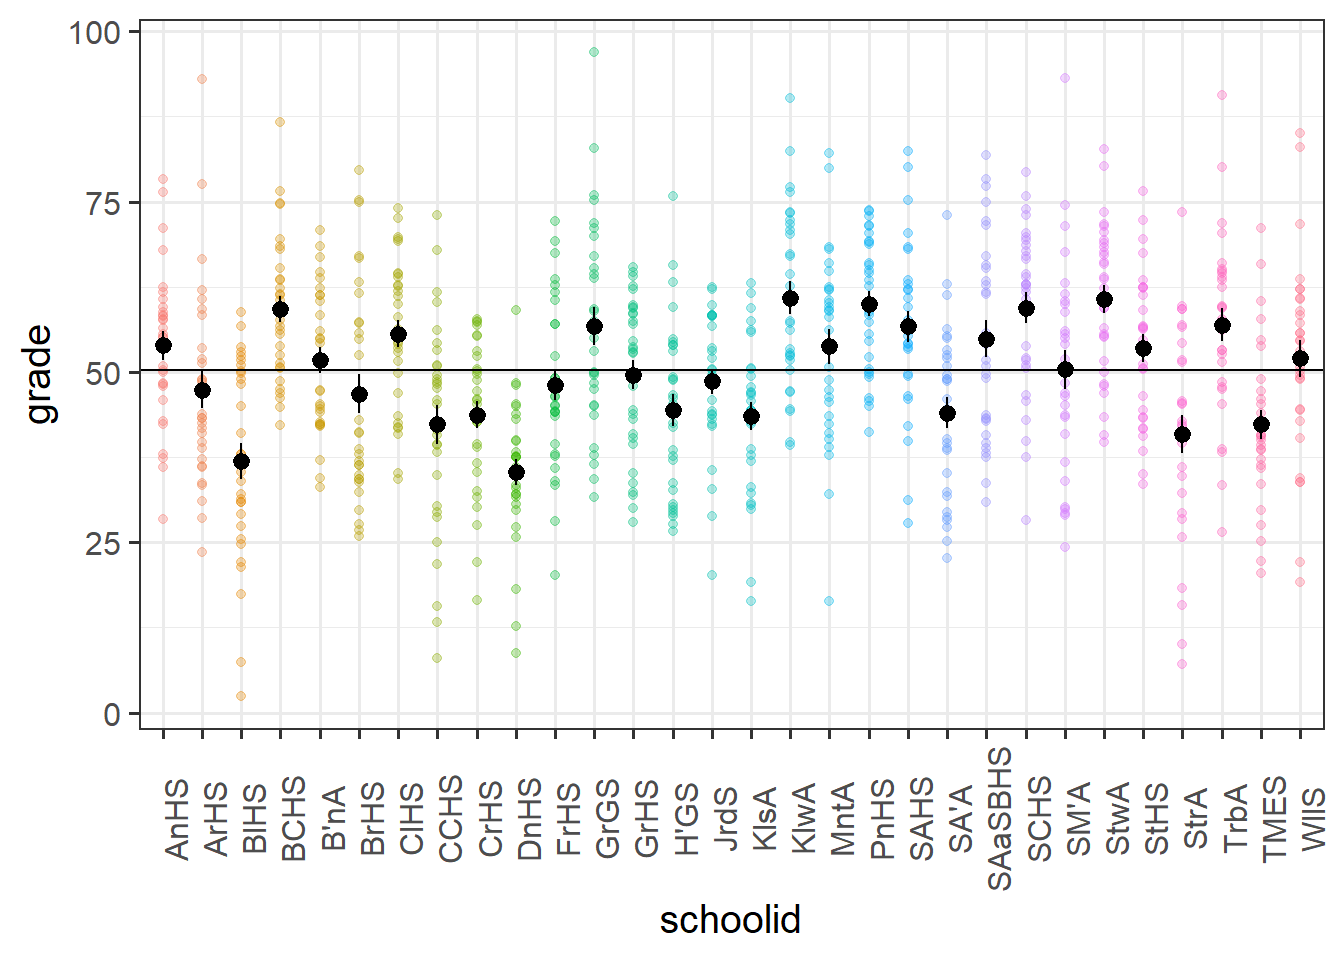 100
75
50
25
0
grade
AnHS
ArHS
BlHS
BCHS
B'nA
BrHS
ClHS
CCHS
CrHS
DnHS
FrHS
GrGS
GrHS
H'GS
JrdS
KlsA
KlwA
MntA
PnHS
SAHS
SA'A
SAaSBHS
SCHS
SM'A
StwA
StHS
StrA
TrbA
TMES
WllS
schoolid